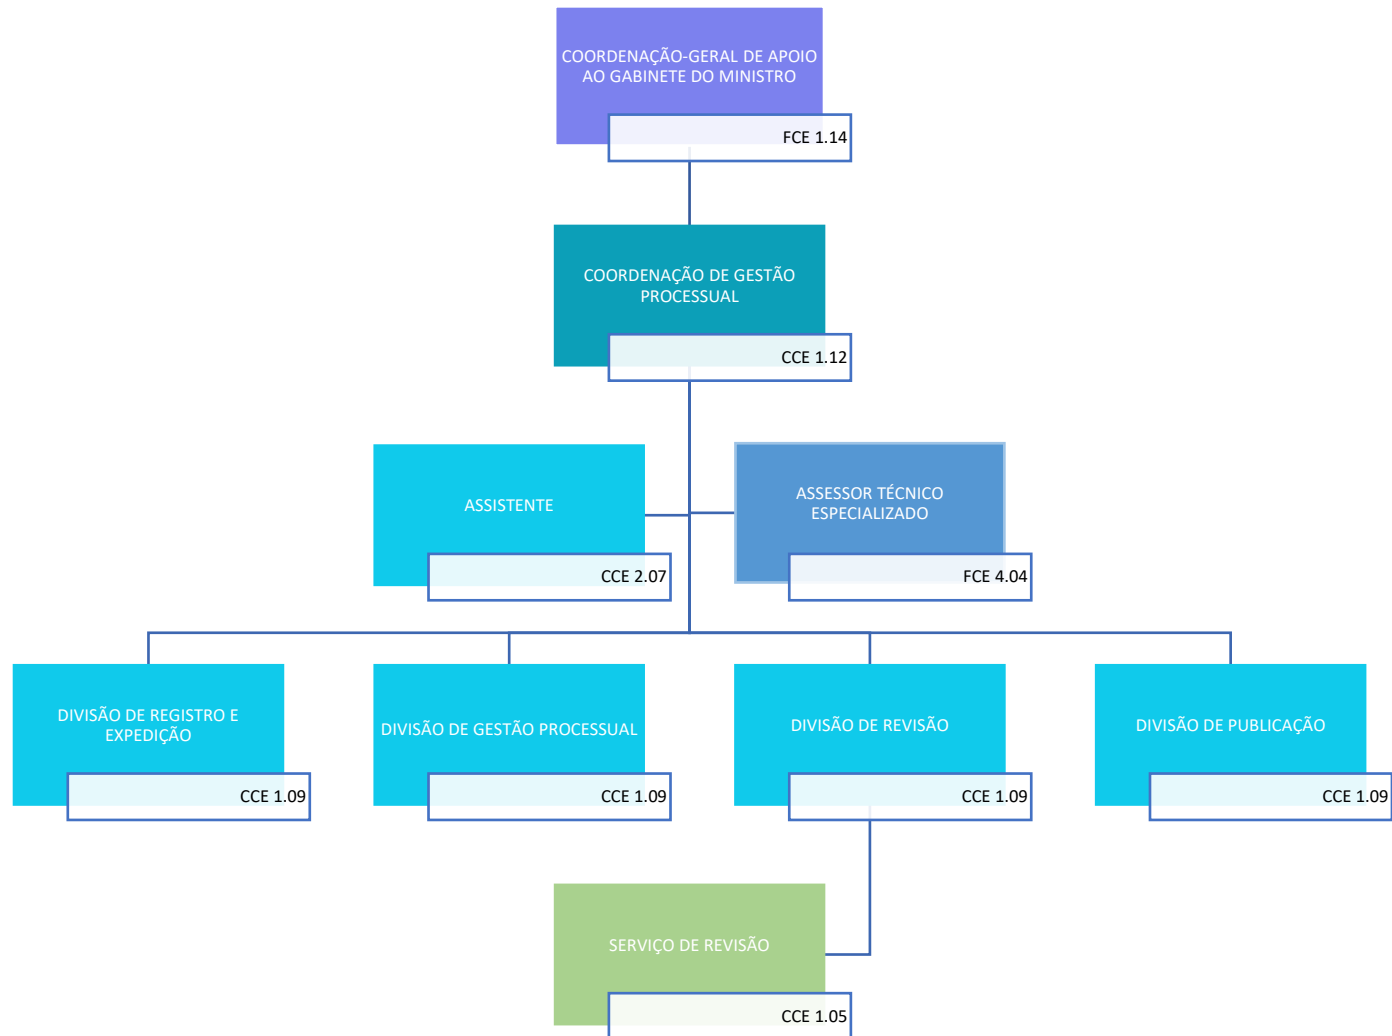 COORDENAÇÃO-GERAL DE APOIO
AO GABINETE DO MINISTRO
FCE 1.14
COORDENAÇÃO DE GESTÃO
PROCESSUAL
CCE 1.12
ASSISTENTE
CCE 2.07
ASSESSOR TÉCNICO
ESPECIALIZADO
FCE 4.04
DIVISÃO DE REGISTRO E
EXPEDIÇÃO
CCE 1.09
DIVISÃO DE GESTÃO PROCESSUAL
CCE 1.09
DIVISÃO DE REVISÃO
CCE 1.09
DIVISÃO DE PUBLICAÇÃO
CCE 1.09
SERVIÇO DE REVISÃO
CCE 1.05